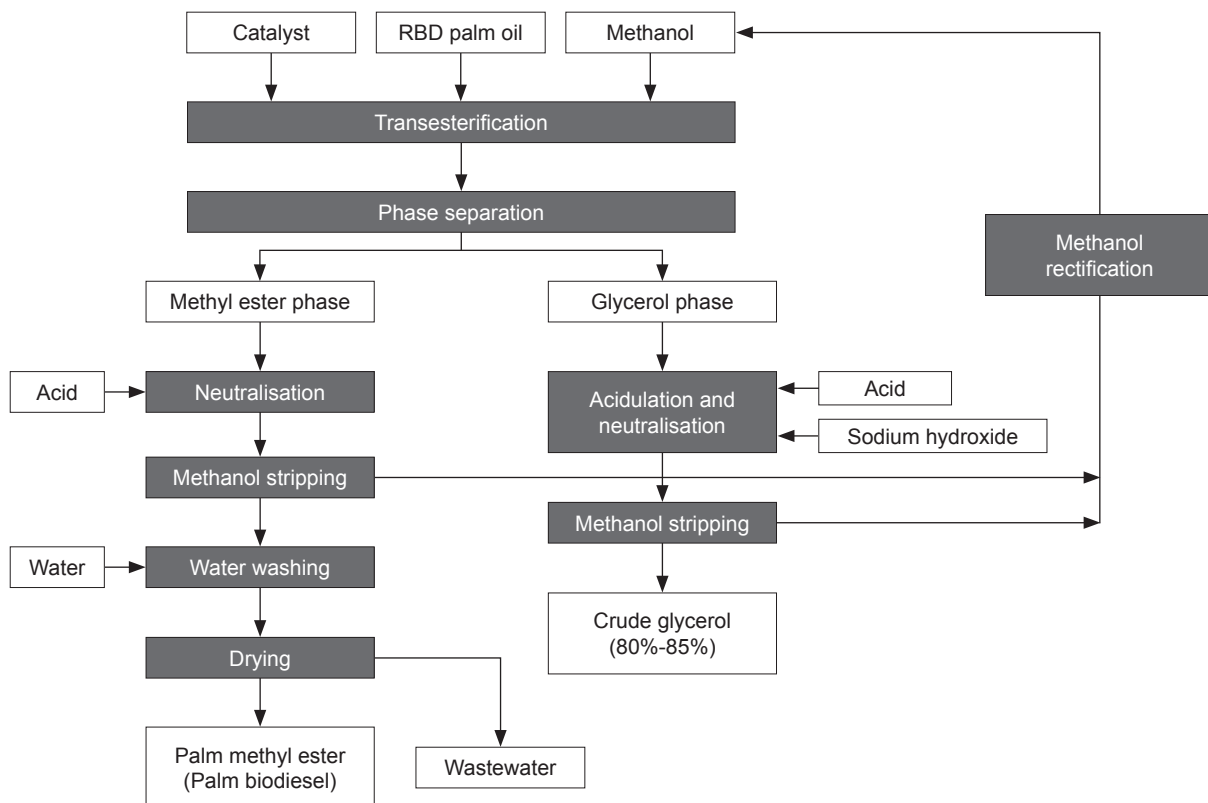 Catalyst
RBD palm oil
Methanol
Transesterification
Phase separation
Methanol
rectification
Methyl ester phase
Glycerol phase
Acid
Neutralisation
Acidulation and
neutralisation
Acid
Sodium hydroxide
Methanol stripping
Methanol stripping
Water
Water washing
Crude glycerol
(80%-85%)
Drying
Palm methyl ester
(Palm biodiesel)
Wastewater